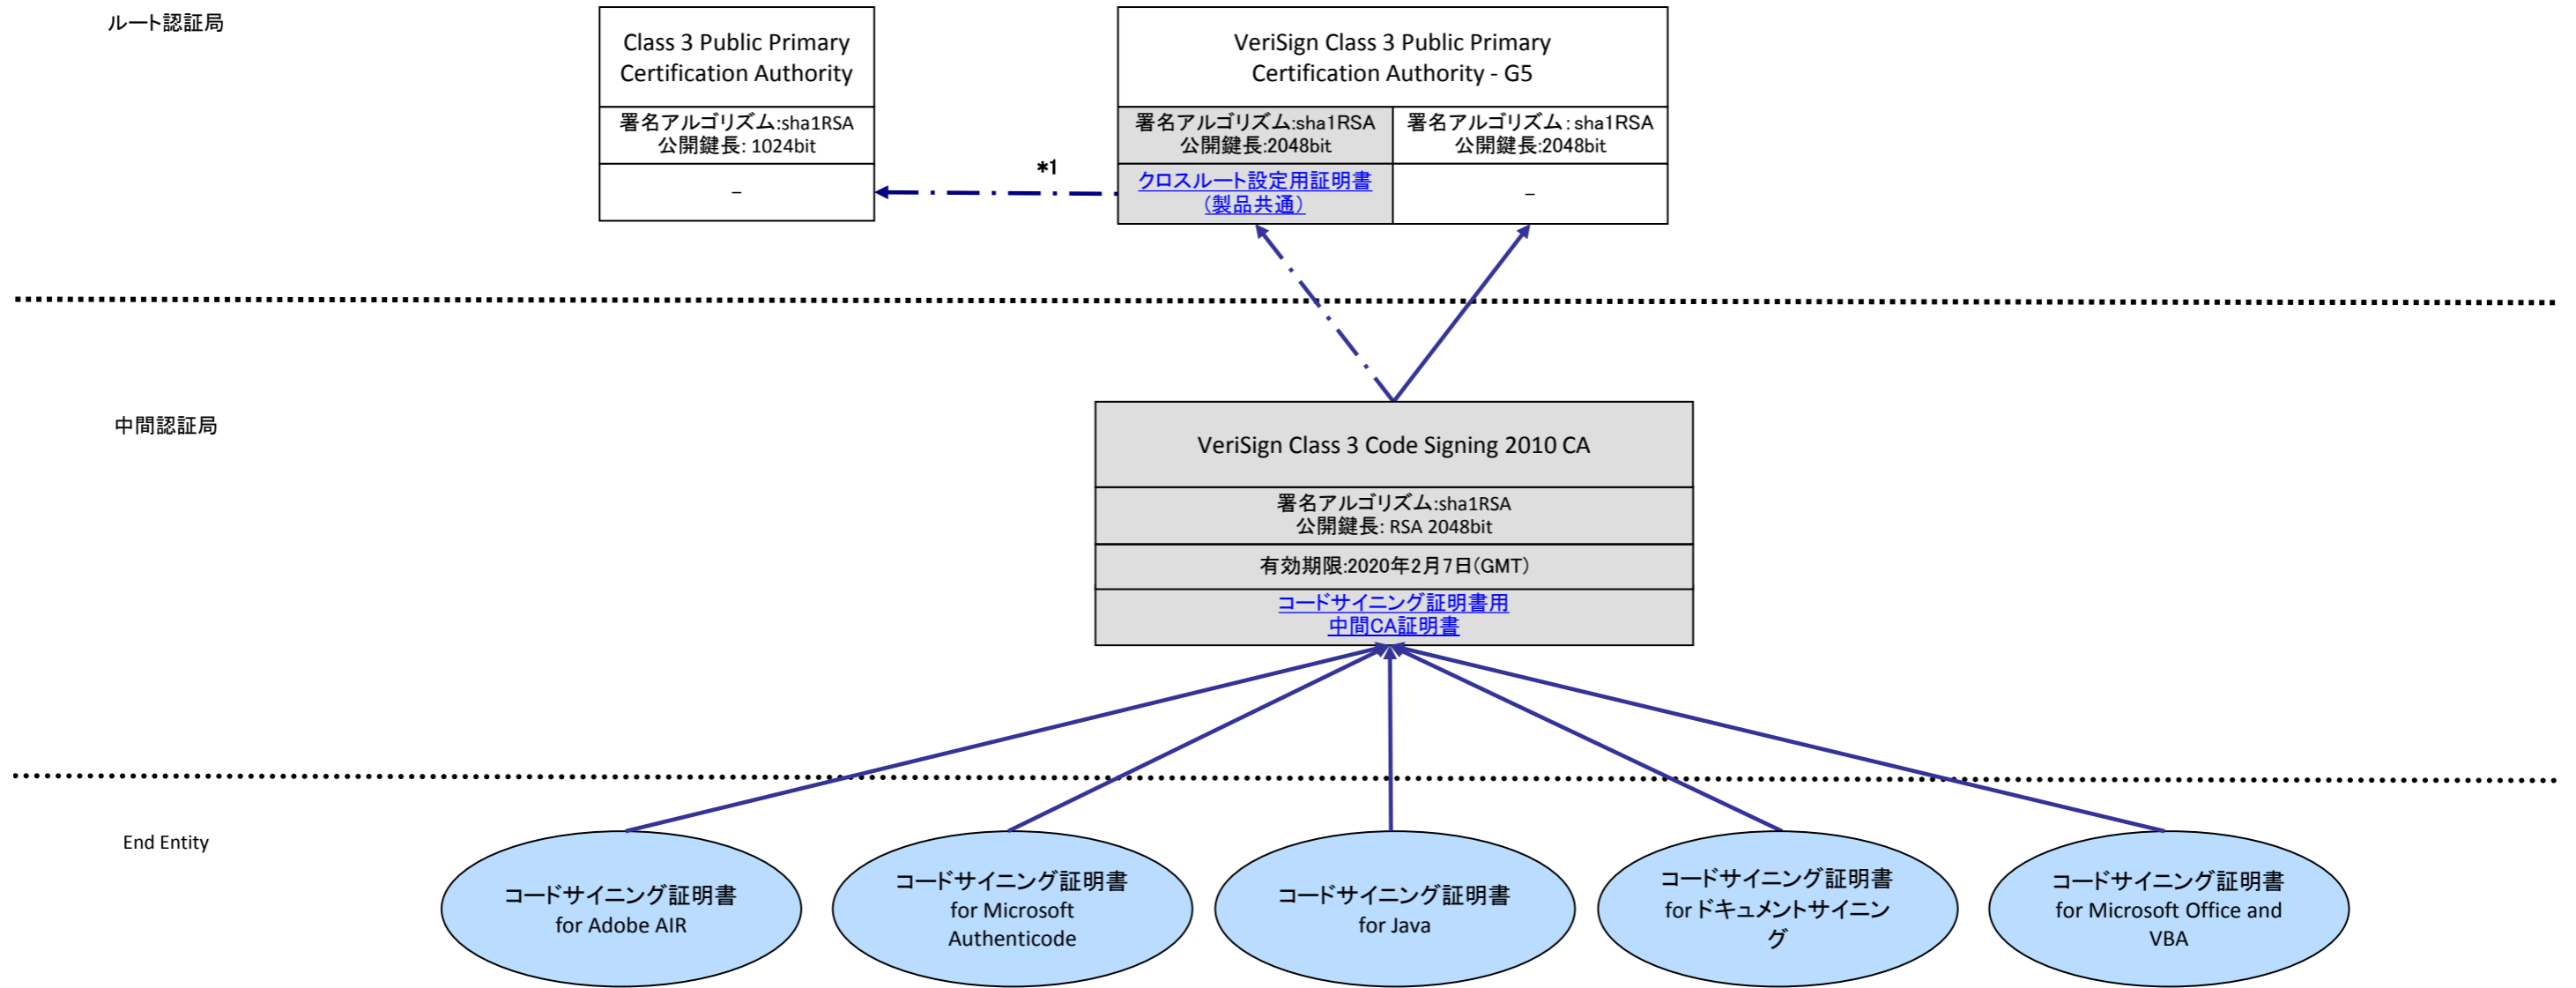 ルート認証局
Class 3 Public Primary
Certification Authority
署名アルゴリズム:sha1RSA
公開鍵長: 1024bit
–
*1
VeriSign Class 3 Public Primary
Certification Authority - G5
署名アルゴリズム:sha1RSA
公開鍵長:2048bit
クロスルート設定用証明書
(製品共通)
署名アルゴリズム:sha1RSA
公開鍵長:2048bit
–
中間認証局
VeriSign Class 3 Code Signing 2010 CA
署名アルゴリズム:sha1RSA
公開鍵長: RSA 2048bit
有効期限:2020年2月7日(GMT)
コードサイニング証明書用
中間CA証明書
End Entity
コードサイニング証明書
for Adobe AIR
コードサイニング証明書
for Microsoft
Authenticode
コードサイニング証明書
for Java
コードサイニング証明書
for ドキュメントサイニン
グ
コードサイニング証明書
for Microsoft Office and
VBA